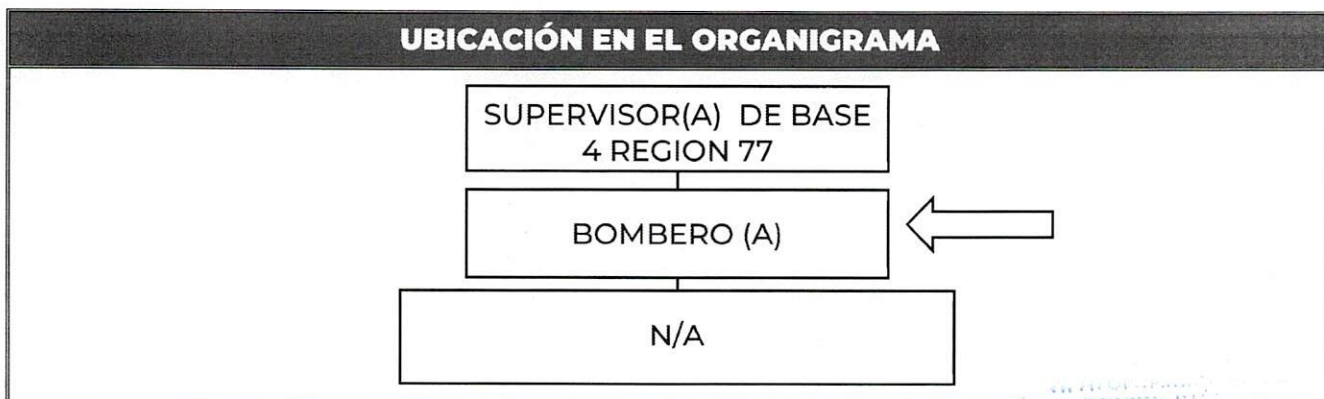 UBICACIÓN EN EL ORGANIGRAMA
SUPERVISOR(A) DE BASE
4 REGION 77
BOMBERO (A)
N/A